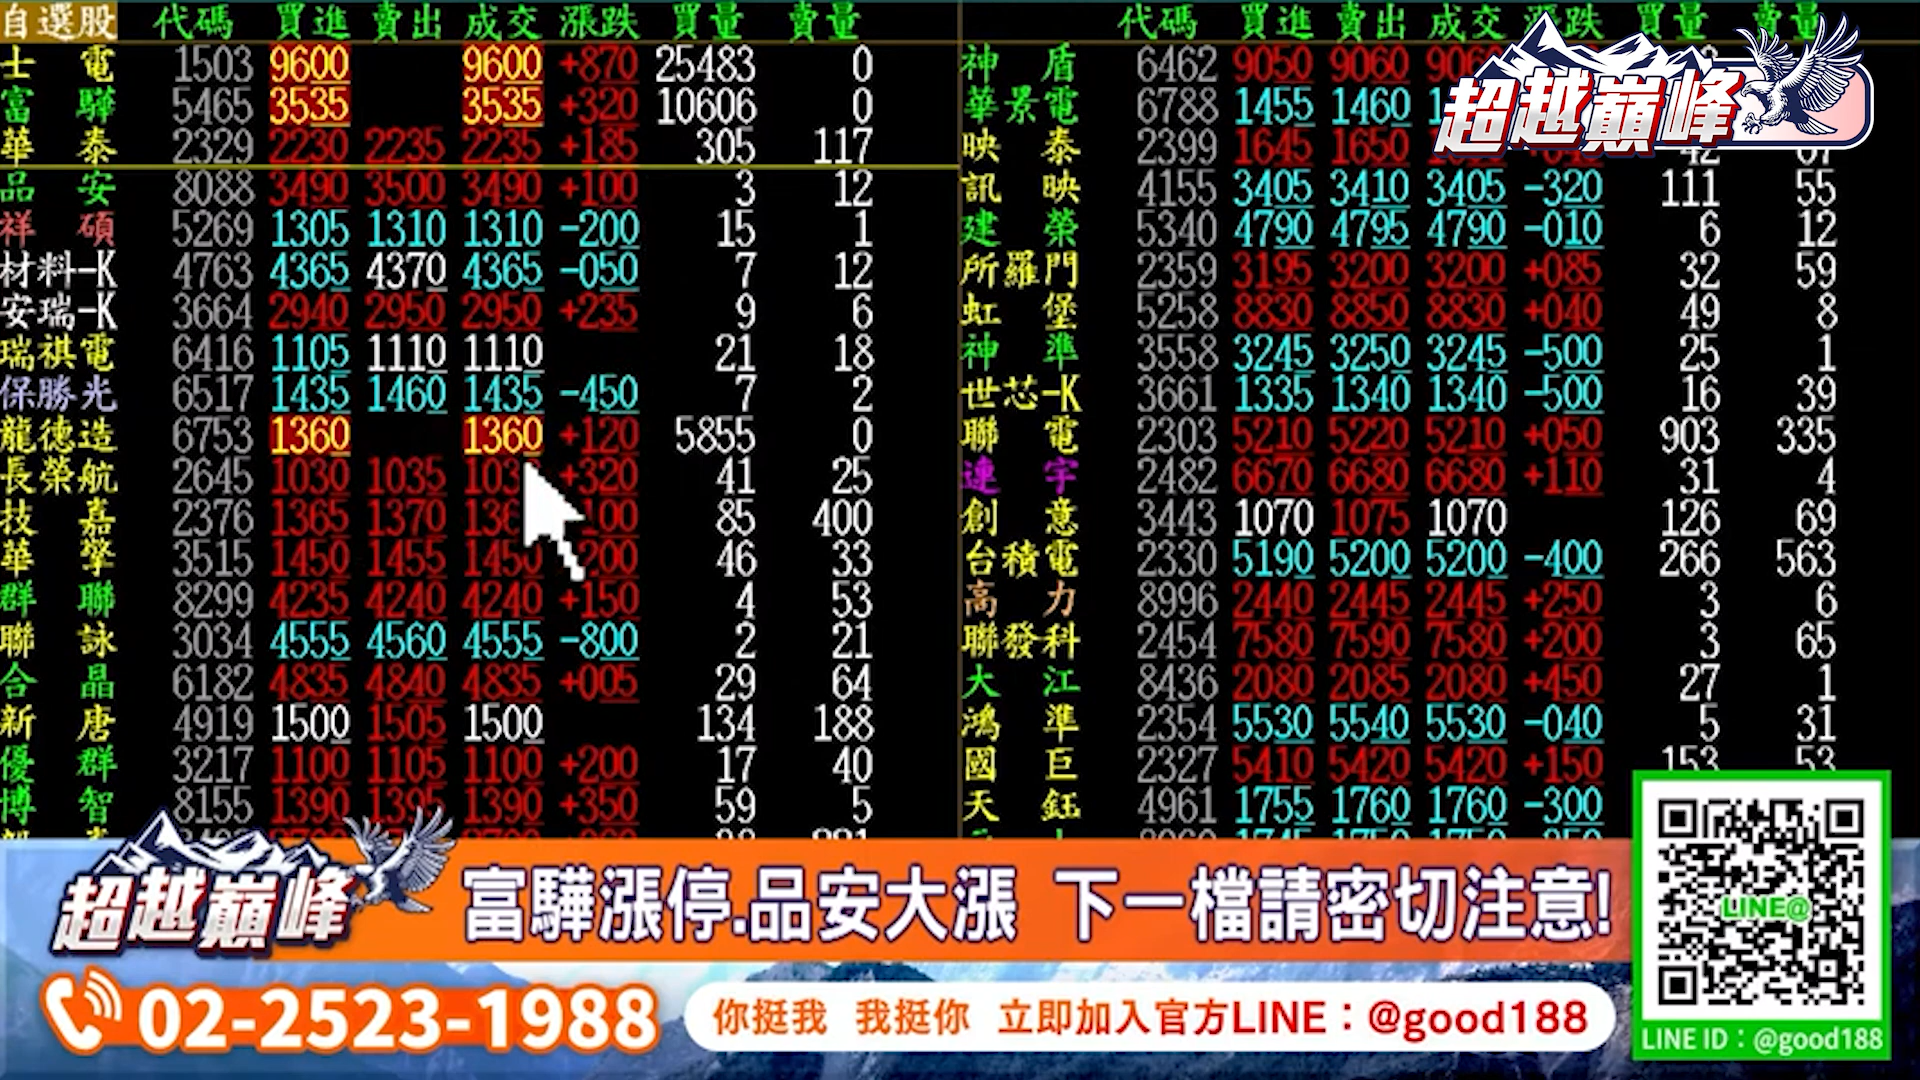 自選股 代碼 買進 賣出 成交 漲跌 買量 賣量
士電 1503 9600 9600 +870 25483 0
富驊 5465 3535 3535 +320 10606 0
華泰 2329 2230 2235 2235 +185 305 117
品安 8088 3490 3500 3490 +100 3 12
祥碩 5269 1305 1310 1310 -200 15 1
材料-K 4763 4365 4370 4365 -050 7 12
安瑞-K 3664 2940 2950 2950 +235 9 6
瑞祺電 6416 1105 1110 1110 21 18
保勝光 6517 1435 1460 1435 -450 7 2
龍德造 6753 1360 1360 +120 5855 0
長榮航 2645 1030 1035 +320 41 25
技嘉 2376 1365 1370 85 400
華擎 3515 1450 1455 1450 46 33
群聯 8299 4235 4240 4240 +150 4 53
聯詠 3034 4555 4560 4555 -800 2 21
合晶 6182 4835 4840 4835 +005 29 64
新唐 4919 1500 1505 1500 134 188
優群 3217 1100 1105 1100 +200 17 40
博智 8155 1390 1395 1390 +350 59 5
代碼 買進 賣出 成交 漲跌 買量 賣量
神盾 6462 9050 9060
華景電 6788 1455 1460
映泰 2399 1645 1650
訊映 4155 3405 3410 3405 -320 111 55
建榮 5340 4790 4795 4790 -010 6 12
所羅門 2359 3195 3200 3200 +085 32 59
虹堡 5258 8830 8850 8830 +040 49 8
神準 3558 3245 3250 3245 -500 25 1
世芯-K 3661 1335 1340 1340 -500 16 39
聯電 2303 5210 5220 5210 +050 903 335
連宇 2482 6670 6680 6680 +110 31 4
創意 3443 1070 1075 1070 126 69
台積電 2330 5190 5200 5200 -400 266 563
高力 8996 2440 2445 2445 +250 3 6
聯發科 2454 7580 7590 7580 +200 3 65
大江 8436 2080 2085 2080 +450 27 1
鴻準 2354 5530 5540 5530 -040 5 31
國巨 2327 5410 5420 5420 +150 153 53
天鈺 4961 1755 1760 1760 -300
超越巔峰
超越巔峰
富驊漲停.品安大漲 下一檔請密切注意!
02-2523-1988
你挺我 我挺你 立即加入官方LINE：@good188
LINE@
LINE ID：@good188